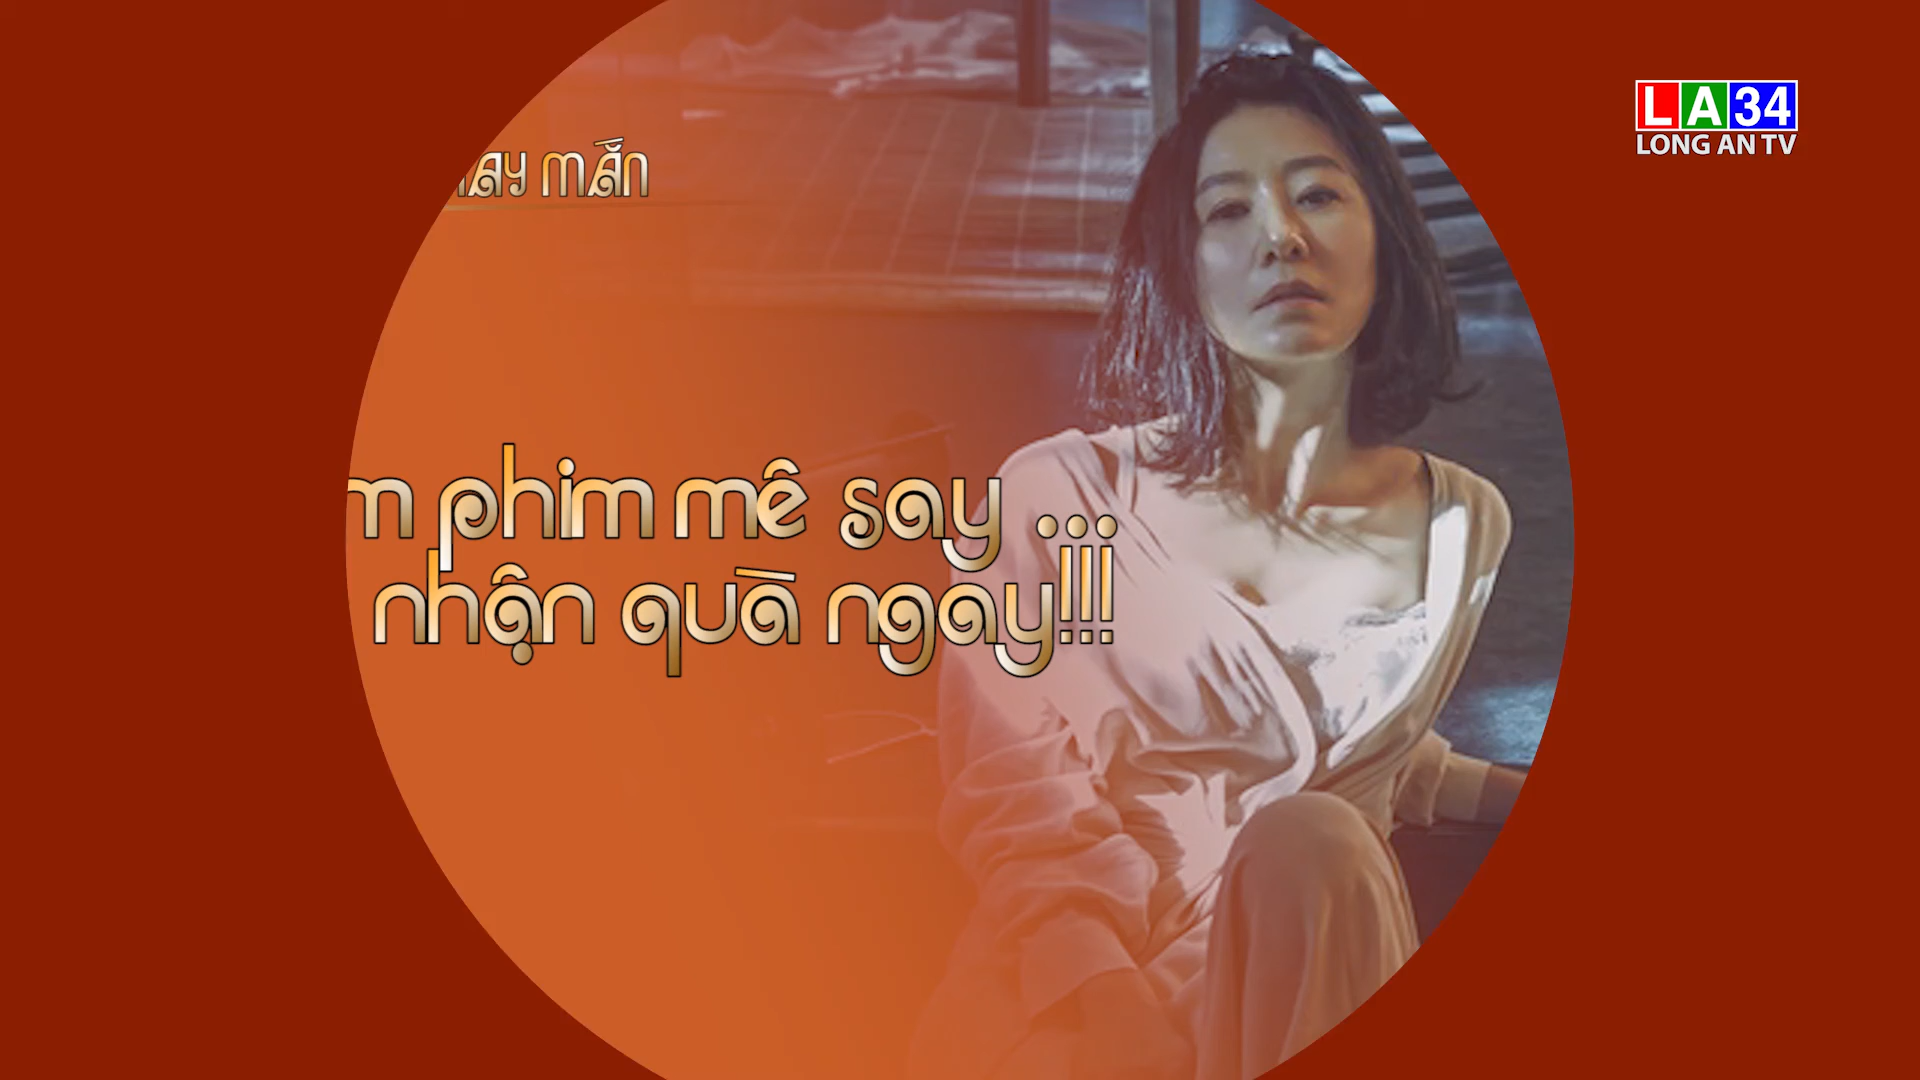 LA34
LONG AN TV
may mắn
m phim mê say ...
nhận quà ngay!!!